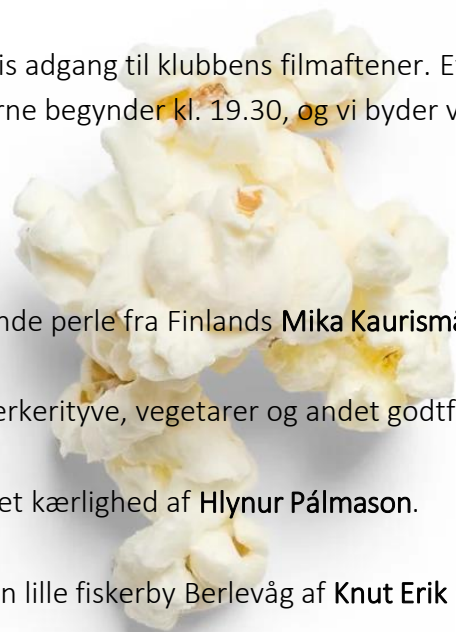 is adgang til klubbens filmaftener. E
rne begynder kl. 19.30, og vi byder v
nde perle fra Finlands Mika Kaurismä
erkerityve, vegetarer og andet godtf
et kærlighed af Hlynur Pálmason.
n lille fiskerby Berlevåg af Knut Erik